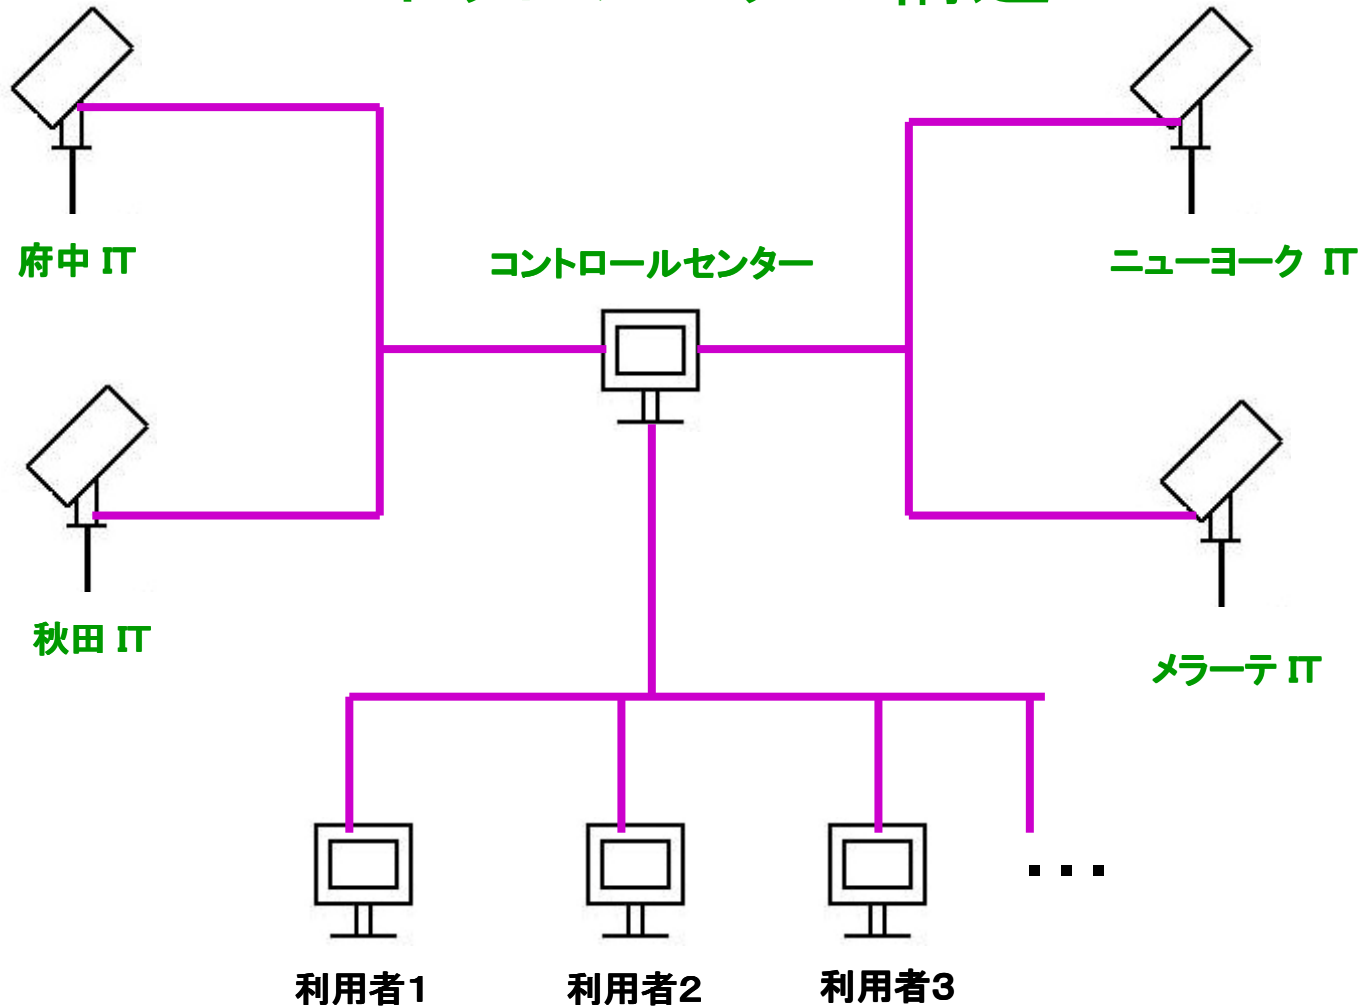 府中 IT
コントロールセンター
ニューヨーク IT
秋田 IT
メラーテ IT
・・・
利用者1
利用者2
利用者3